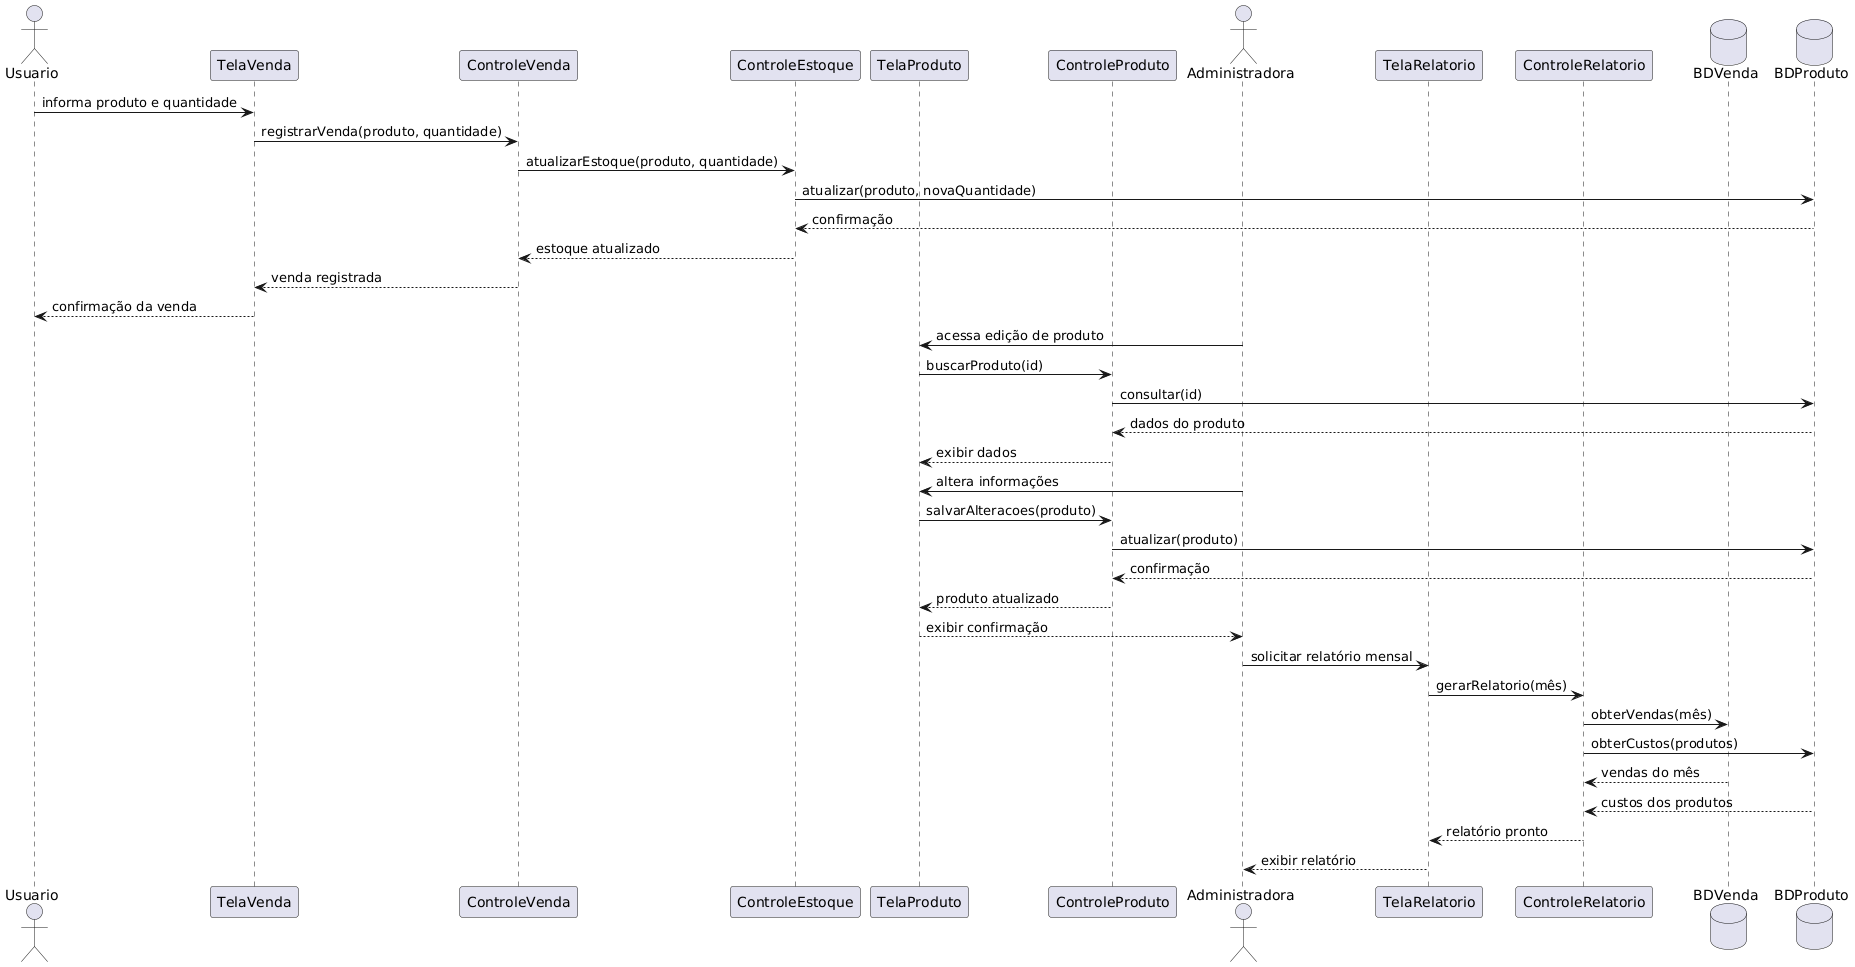 Usuario
TelaVenda
ControleVenda
ControleEstoque
TelaProduto
ControleProduto
Administradora
TelaRelatorio
ControleRelatorio
BDVenda
BDProduto
informa produto e quantidade
registrarVenda(produto, quantidade)
atualizarEstoque(produto, quantidade)
atualizar(produto, novaQuantidade)
confirmação
estoque atualizado
venda registrada
confirmação da venda
acessa edição de produto
buscarProduto(id)
consultar(id)
dados do produto
exibir dados
altera informações
salvarAlteracoes(produto)
atualizar(produto)
confirmação
produto atualizado
exibir confirmação
solicitar relatório mensal
gerarRelatorio(mês)
obterVendas(mês)
obterCustos(produtos)
vendas do mês
custos dos produtos
relatório pronto
exibir relatório
Usuario
TelaVenda
ControleVenda
ControleEstoque
TelaProduto
ControleProduto
Administradora
TelaRelatorio
ControleRelatorio
BDVenda
BDProduto